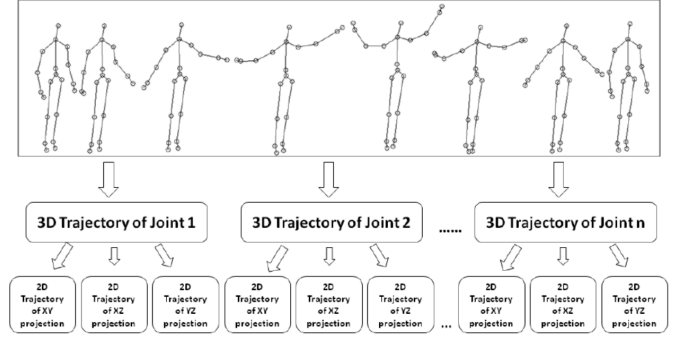 3D Trajectory of Joint 1
3D Trajectory of Joint 2
......
3D Trajectory of Joint n
2D
Trajectory
of XY
projection
2D
Trajectory
of XZ
projection
2D
Trajectory
of YZ
projection
2D
Trajectory
of XY
projection
2D
Trajectory
of XZ
projection
2D
Trajectory
of YZ
projection
...
2D
Trajectory
of XY
projection
2D
Trajectory
of XZ
projection
2D
Trajectory
of YZ
projection